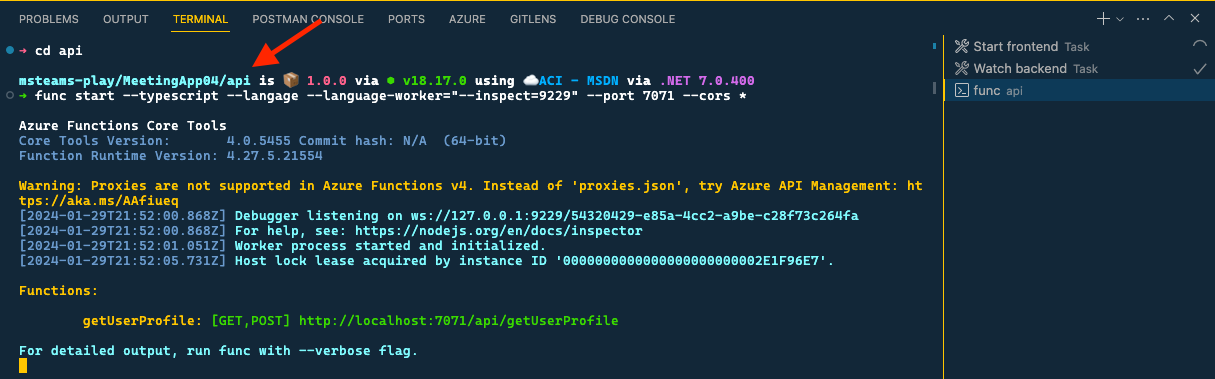 PROBLEMS OUTPUT TERMINAL POSTMAN CONSOLE PORTS AZURE GITLENS DEBUG CONSOLE
➜ cd api
msteams-play/MeetingApp04/api is 📦 1.0.0 via ⬢ v18.17.0 using ☁️ACI - MSDN via .NET 7.0.400
➜ func start --typescript --langage --language-worker="--inspect=9229" --port 7071 --cors *
Azure Functions Core Tools
Core Tools Version: 4.0.5455 Commit hash: N/A (64-bit)
Function Runtime Version: 4.27.5.21554
Warning: Proxies are not supported in Azure Functions v4. Instead of 'proxies.json', try Azure API Management: ht
tps://aka.ms/AAfiueq
[2024-01-29T21:52:00.868Z] Debugger listening on ws://127.0.0.1:9229/54320429-e85a-4cc2-a9be-c28f73c264fa
[2024-01-29T21:52:00.868Z] For help, see: https://nodejs.org/en/docs/inspector
[2024-01-29T21:52:01.051Z] Worker process started and initialized.
[2024-01-29T21:52:05.731Z] Host lock lease acquired by instance ID '0000000000000000000000002E1F96E7'.
Functions:
getUserProfile: [GET,POST] http://localhost:7071/api/getUserProfile
For detailed output, run func with --verbose flag.
Start frontend Task
Watch backend Task
func api